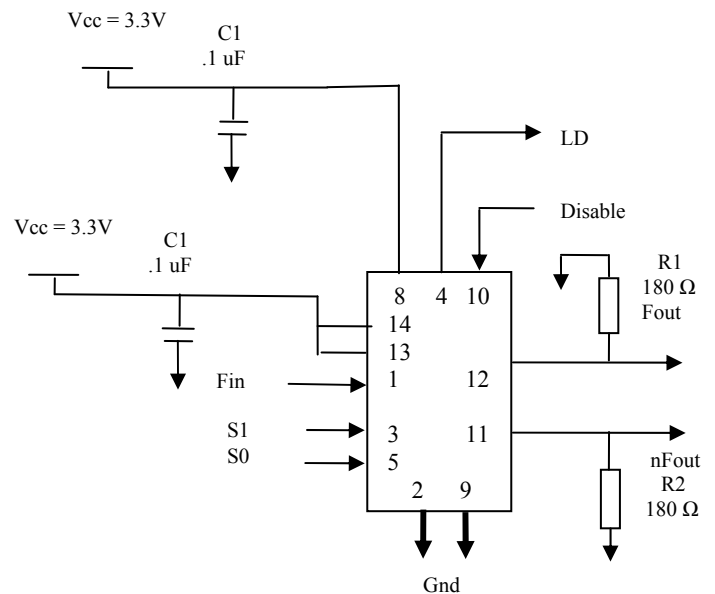 Vcc = 3.3V
C1
.1 uF
LD
Vcc = 3.3V
C1
.1 uF
Disable
R1
180 Ω
Fout
8 4 10
14
13
Fin
1 12
S1
3 11
S0
5
nFout
R2
180 Ω
2 9
Gnd